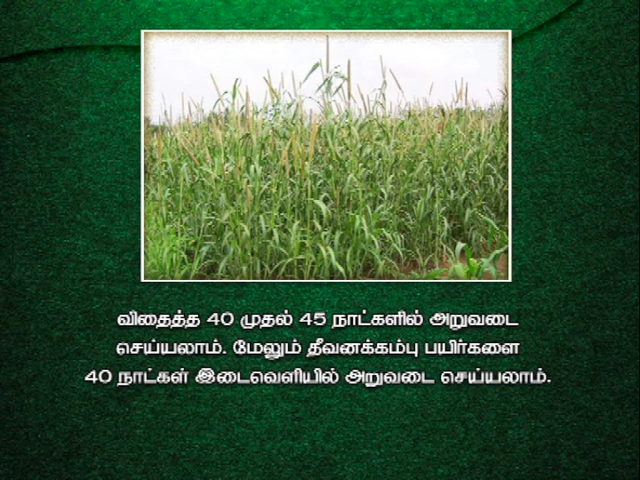 விதைத்த 40 முதல் 45 நாட்களில் அறுவடை
செய்யலாம். மேலும் தீவனக்கம்பு பயிர்களை
40 நாட்கள் இடைவெளியில் அறுவடை செய்யலாம்.